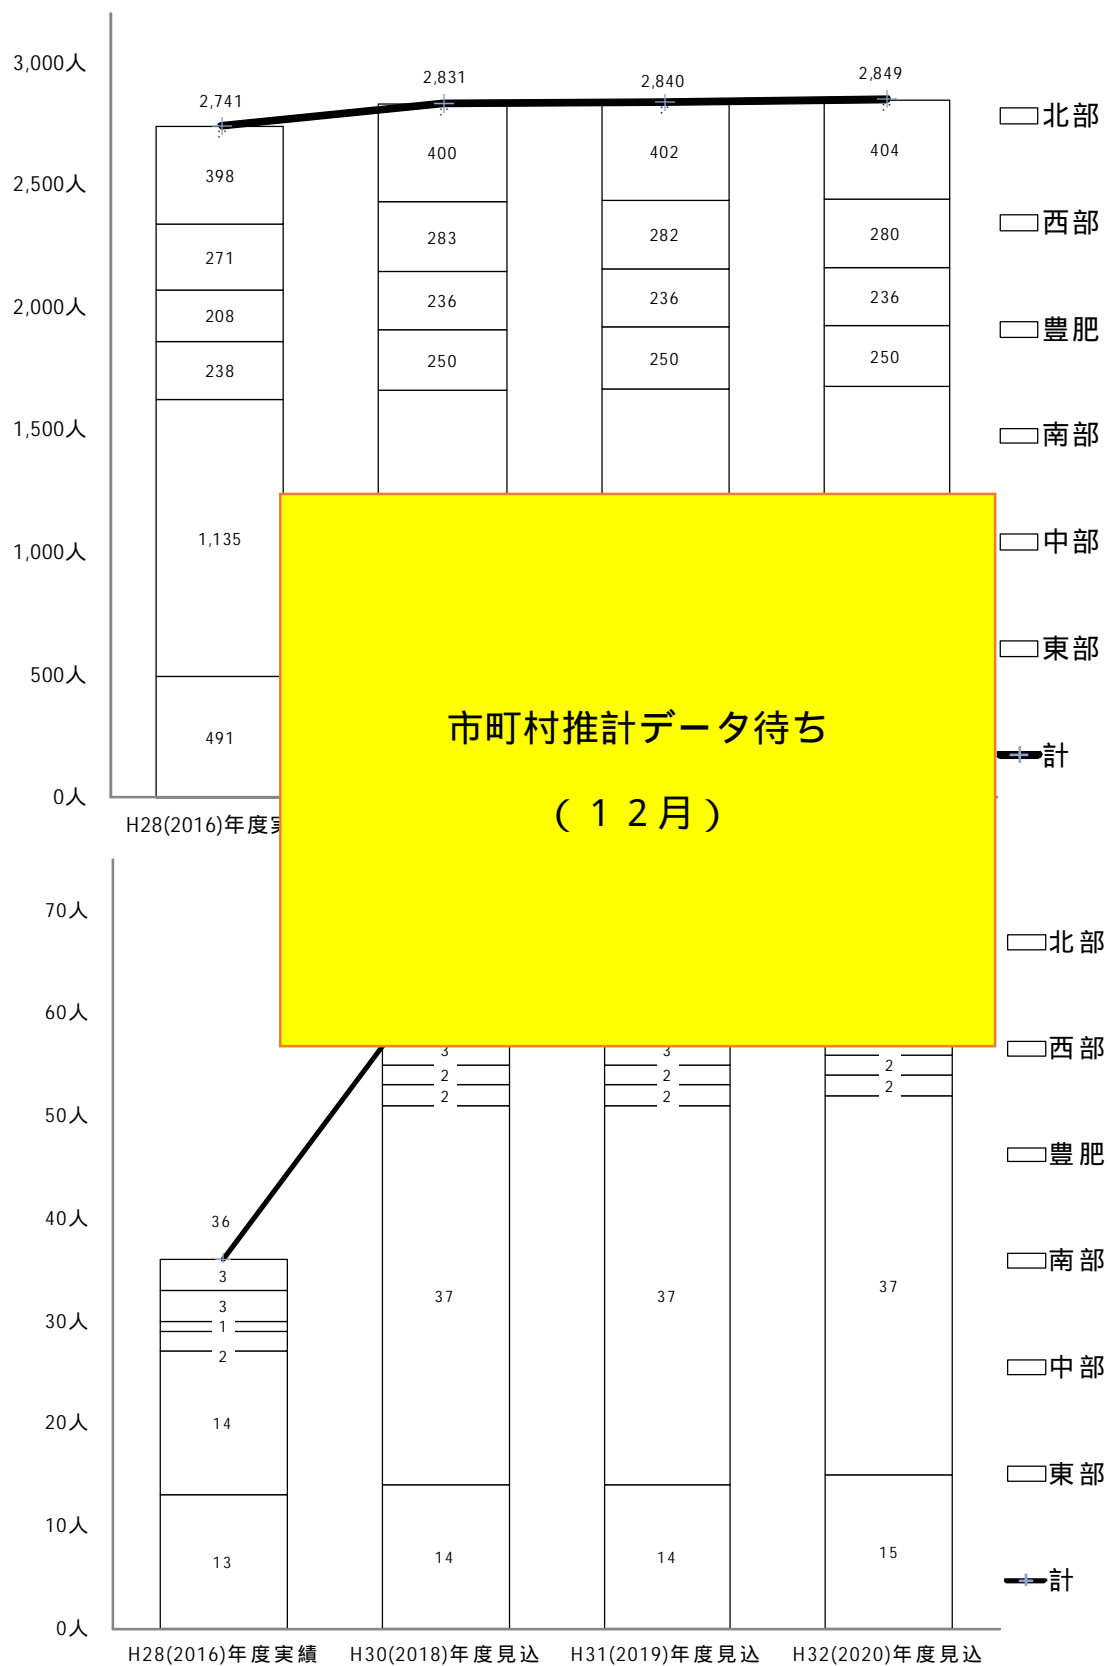 3,000人
2,500人
2,000人
1,500人
1,000人
500人
0人
2,741
2,831
2,840
2,849
398
400
402
404
271
283
282
280
208
236
236
236
238
250
250
250
1,135
491
H28(2016)年度実
北部
西部
豊肥
南部
中部
東部
計
市町村推計データ待ち
(12月)
70人
60人
50人
40人
30人
20人
10人
0人
36
3
3
1
2
14
13
3
2
2
37
14
3
2
2
37
14
2
2
37
15
H28(2016)年度実績
H30(2018)年度見込
H31(2019)年度見込
H32(2020)年度見込
北部
西部
豊肥
南部
中部
東部
計